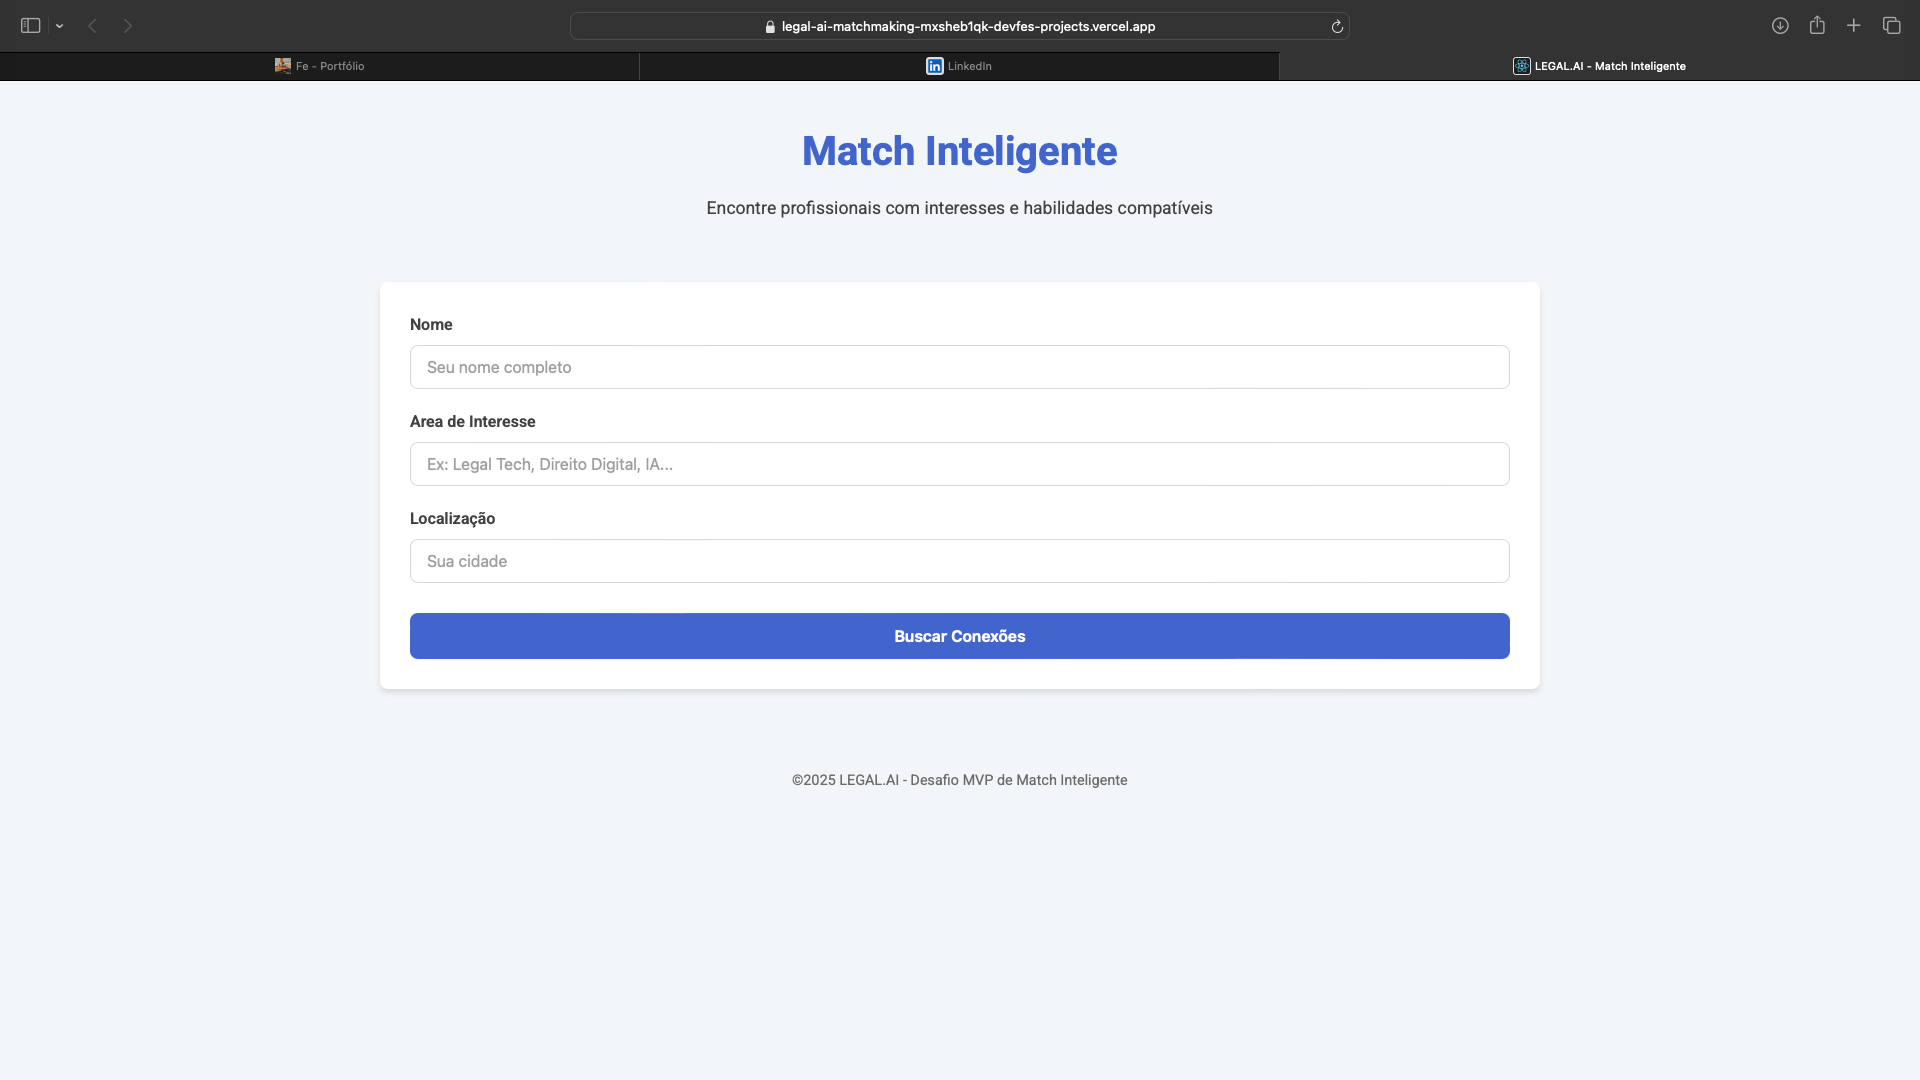 legal-ai-matchmaking-mxsheb1qk-devfes-projects.vercel.app
Fe - Portfólio
LinkedIn
LEGAL.AI - Match Inteligente
Match Inteligente
Encontre profissionais com interesses e habilidades compatíveis
Nome
Seu nome completo
Area de Interesse
Ex: Legal Tech, Direito Digital, IA...
Localização
Sua cidade
Buscar Conexões
©2025 LEGAL.AI - Desafio MVP de Match Inteligente